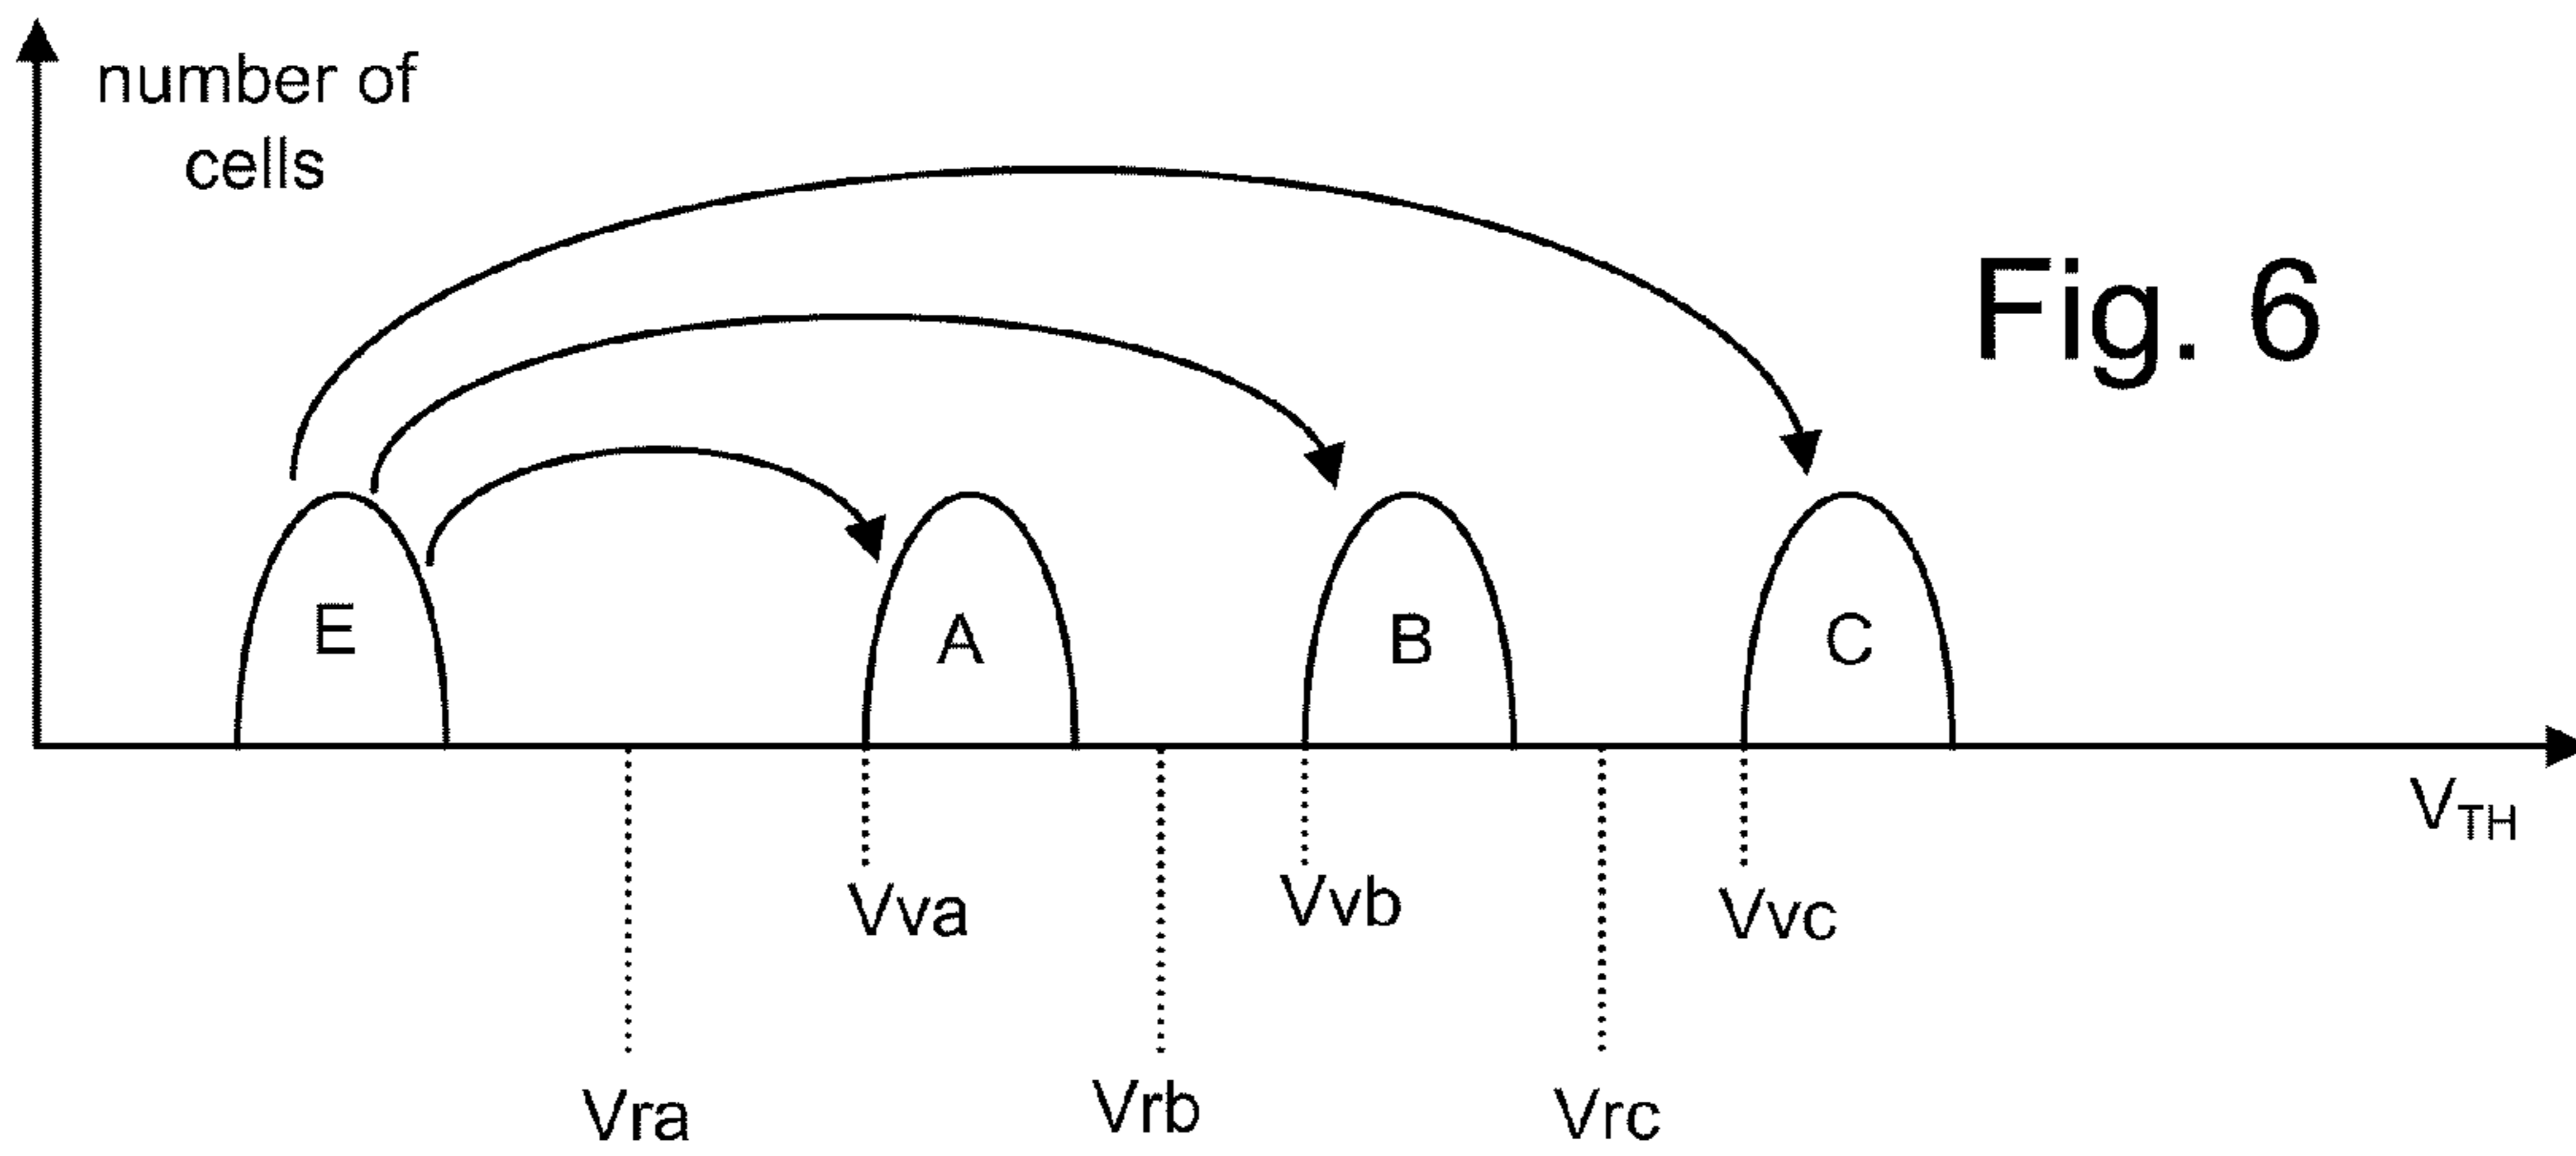 number of
cells
Fig. 6
E
A
B
C
VTH
Vva
Vvb
Vvc
Vra
Vrb
Vrc